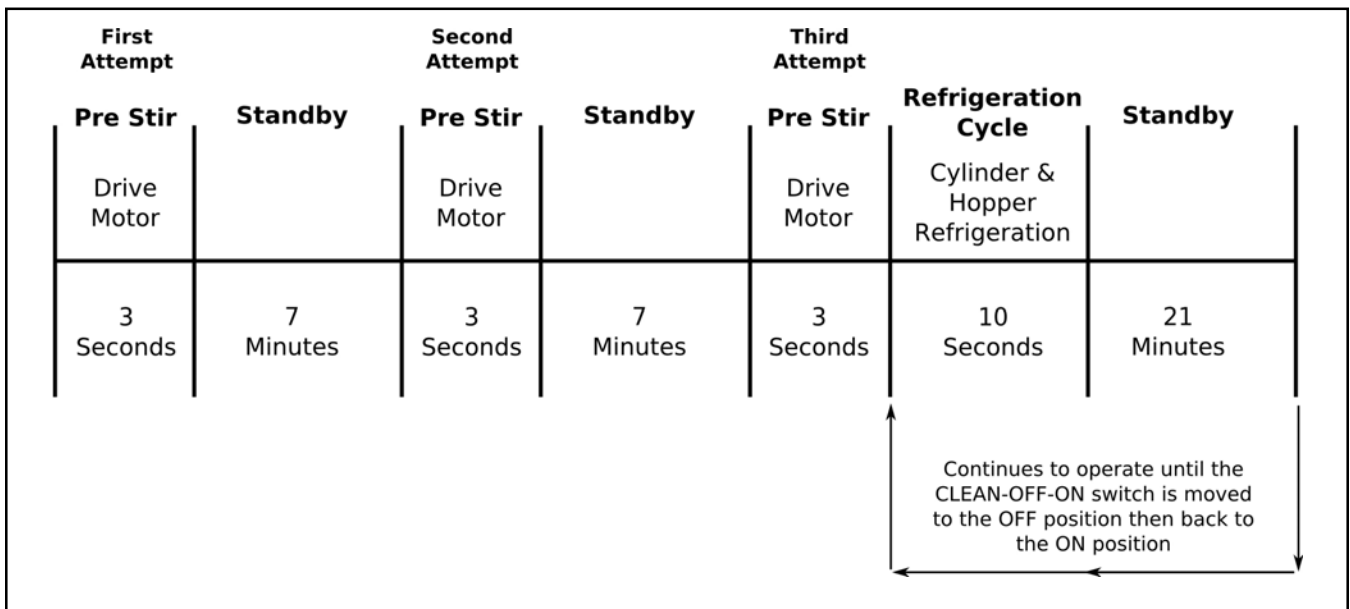 First
Attempt
Second
Attempt
Third
Attempt
Pre Stir
Standby
Pre Stir
Standby
Pre Stir
Refrigeration
Cycle
Standby
Drive
Motor
Drive
Motor
Drive
Motor
Cylinder &
Hopper
Refrigeration
3
Seconds
7
Minutes
3
Seconds
7
Minutes
3
Seconds
10
Seconds
21
Minutes
Continues to operate until the
CLEAN-OFF-ON switch is moved
to the OFF position then back to
the ON position